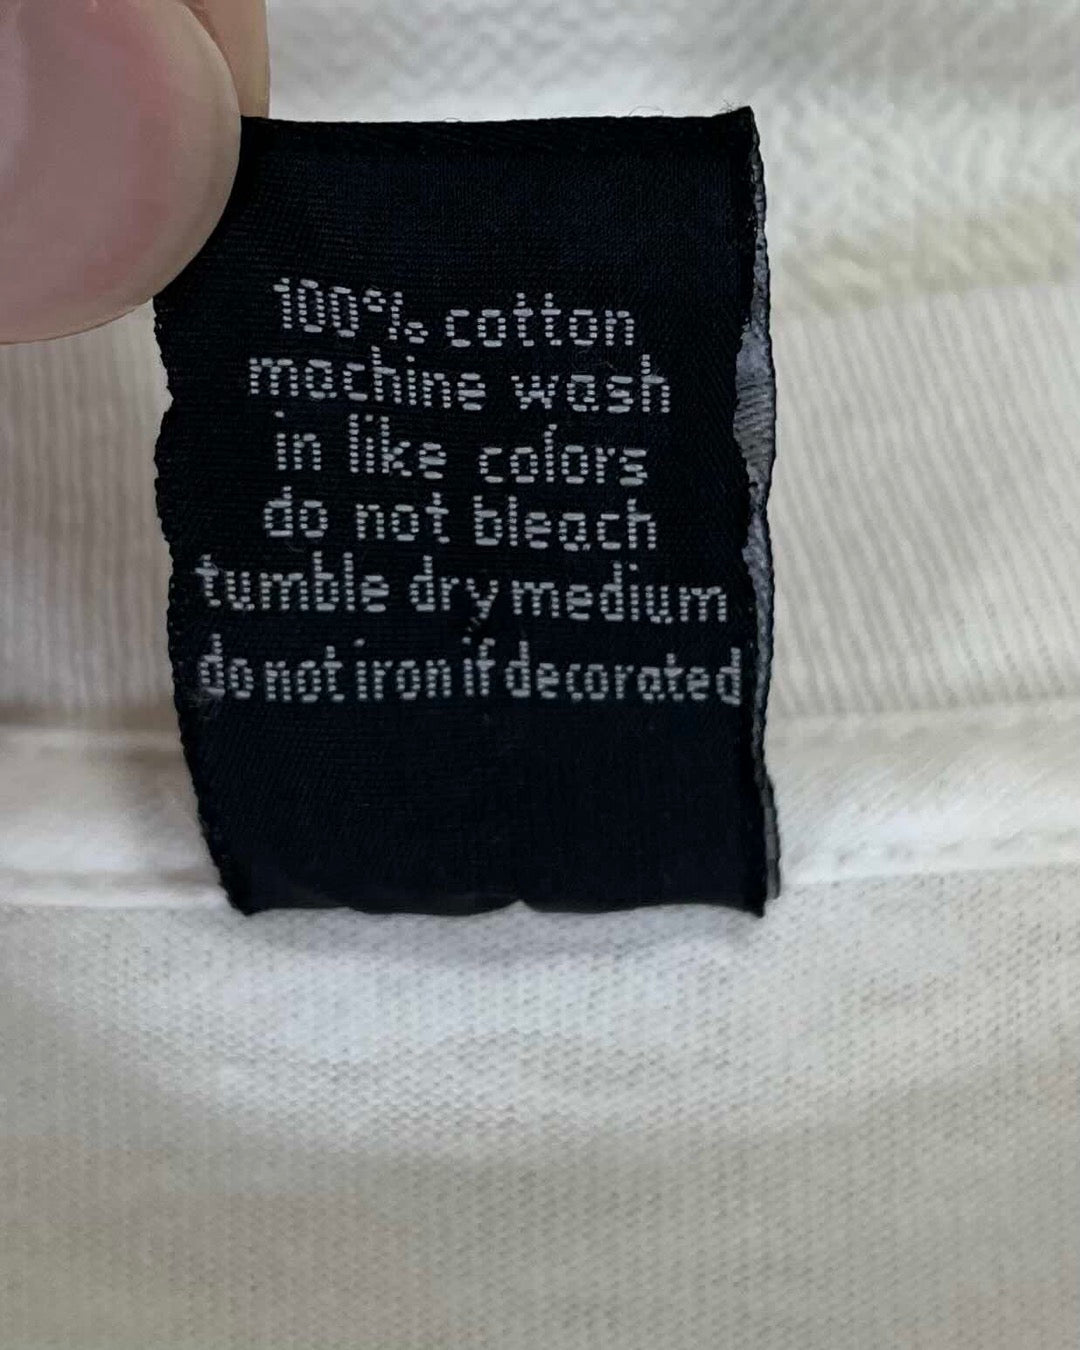 100% cotton
machine wash
in like colors
do not bleach
tumble dry medium
do not iron if decorated